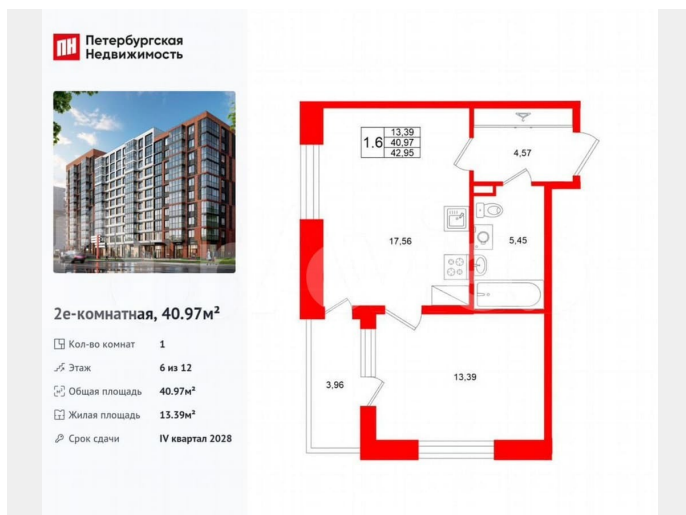 Петербургская
Недвижимость
2е-комнатная, 40.97м²
Кол-во комнат 1
Этаж 6 из 12
Общая площадь 40.97м²
Жилая площадь 13.39м²
Срок сдачи IV квартал 2028
1.6
13,39
40,97
42,95
4,57
17,56
5,45
3,96
13,39